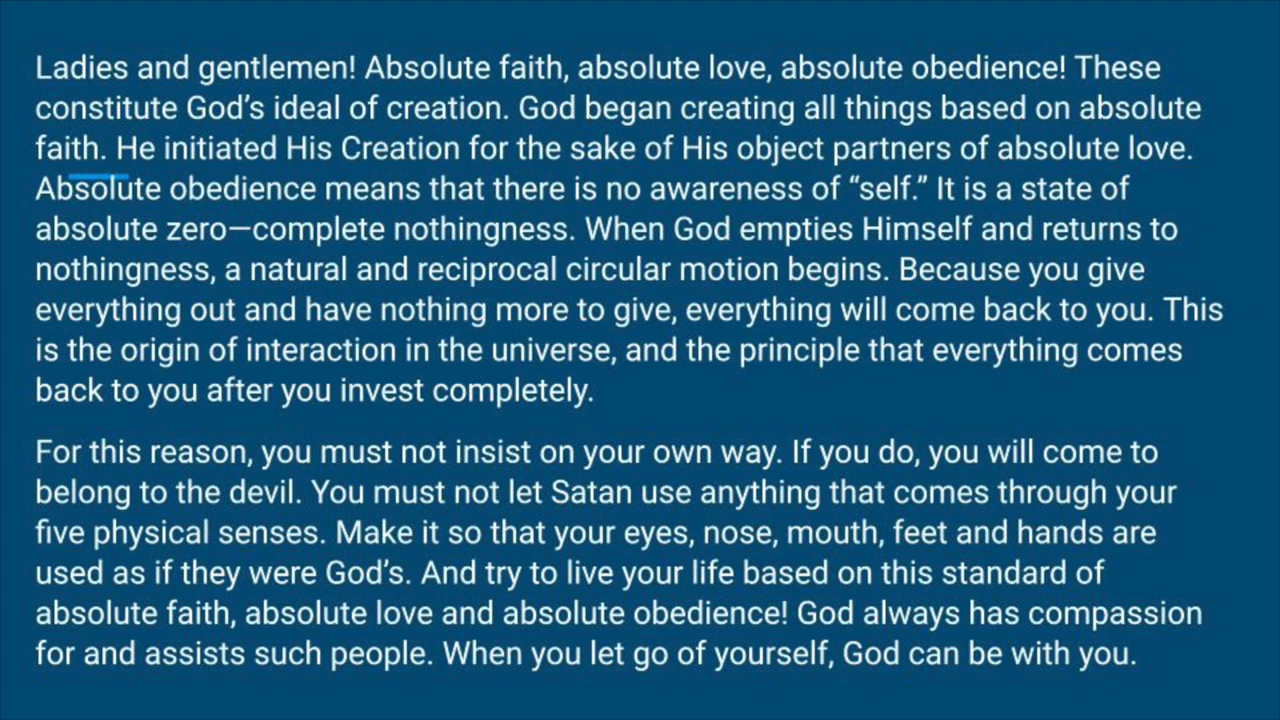 Ladies and gentlemen! Absolute faith, absolute love, absolute obedience! These
constitute God’s ideal of creation. God began creating all things based on absolute
faith. He initiated His Creation for the sake of His object partners of absolute love.
Absolute obedience means that there is no awareness of “self.” It is a state of
absolute zero—complete nothingness. When God empties Himself and returns to
nothingness, a natural and reciprocal circular motion begins. Because you give
everything out and have nothing more to give, everything will come back to you. This
is the origin of interaction in the universe, and the principle that everything comes
back to you after you invest completely.
For this reason, you must not insist on your own way. If you do, you will come to
belong to the devil. You must not let Satan use anything that comes through your
five physical senses. Make it so that your eyes, nose, mouth, feet and hands are
used as if they were God’s. And try to live your life based on this standard of
absolute faith, absolute love and absolute obedience! God always has compassion
for and assists such people. When you let go of yourself, God can be with you.